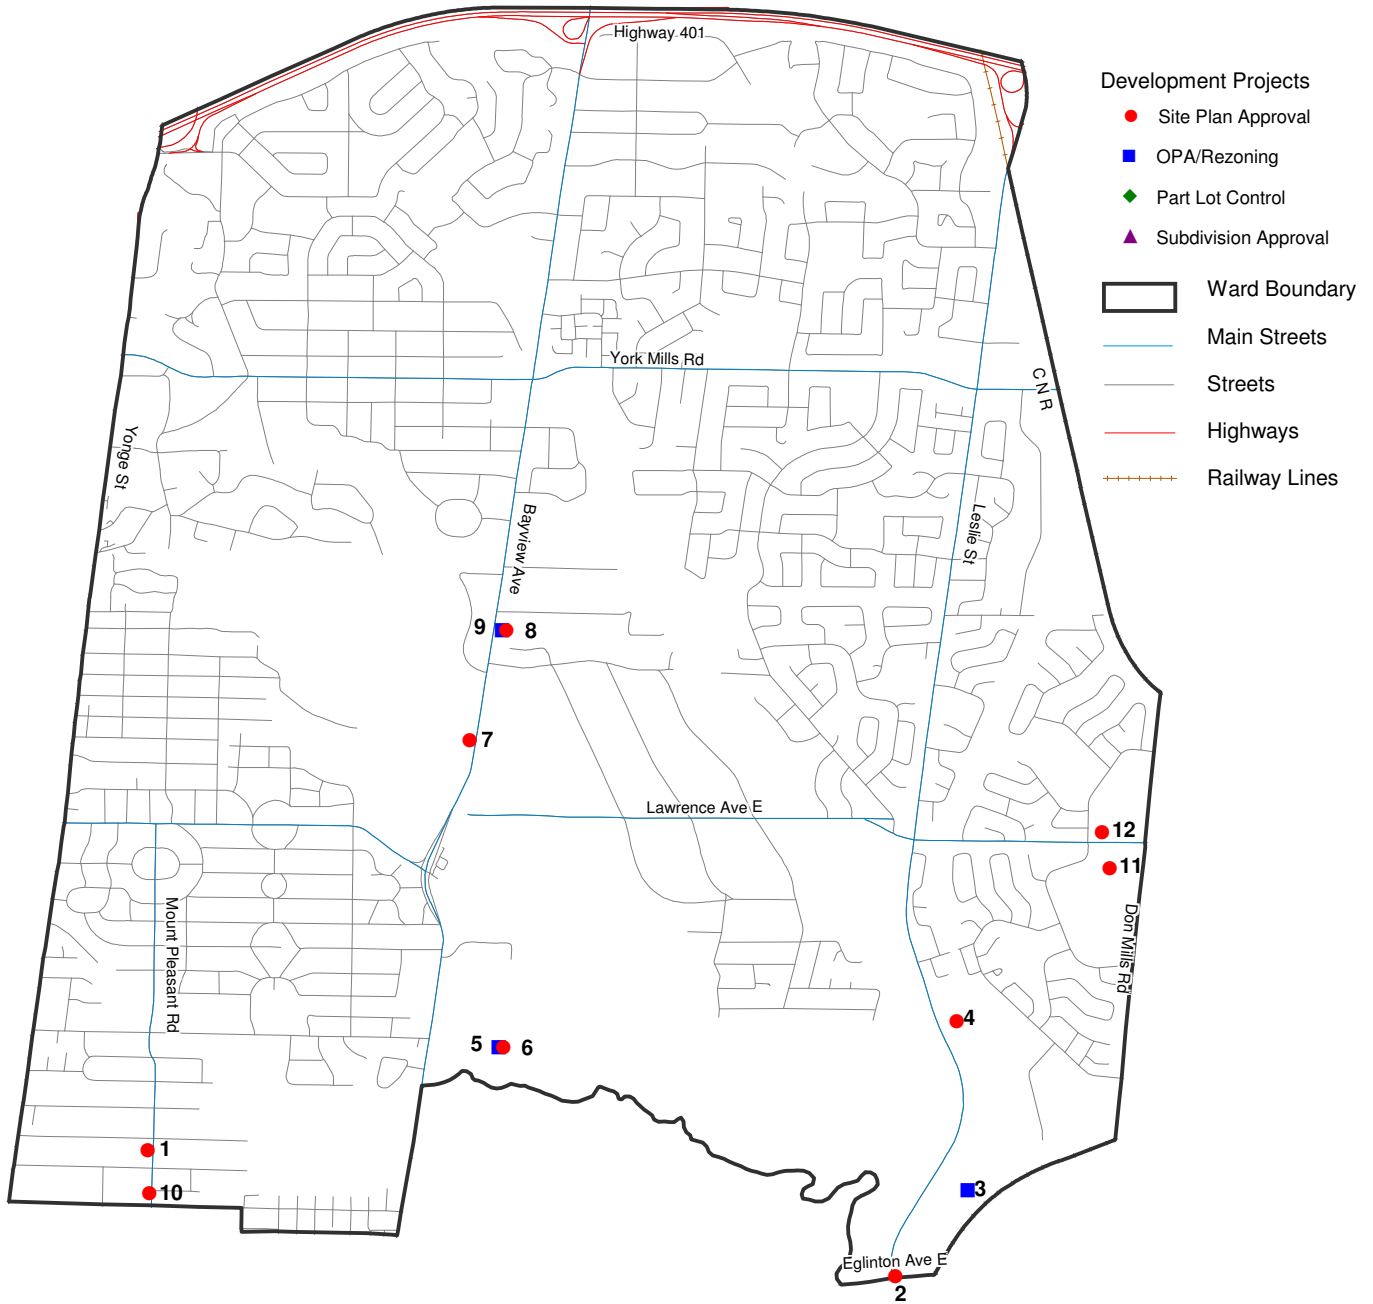 Highway 401
Development Projects
Site Plan Approval
OPA/Rezoning
Part Lot Control
Subdivision Approval
Ward Boundary
Main Streets
Streets
Highways
Railway Lines
York Mills Rd
C N R
Yonge St
Bayview Ave
Leslie St
9
8
7
Lawrence Ave E
12
11
Mount Pleasant Rd
Don Mills Rd
4
5
6
1
10
3
Eglinton Ave E
2